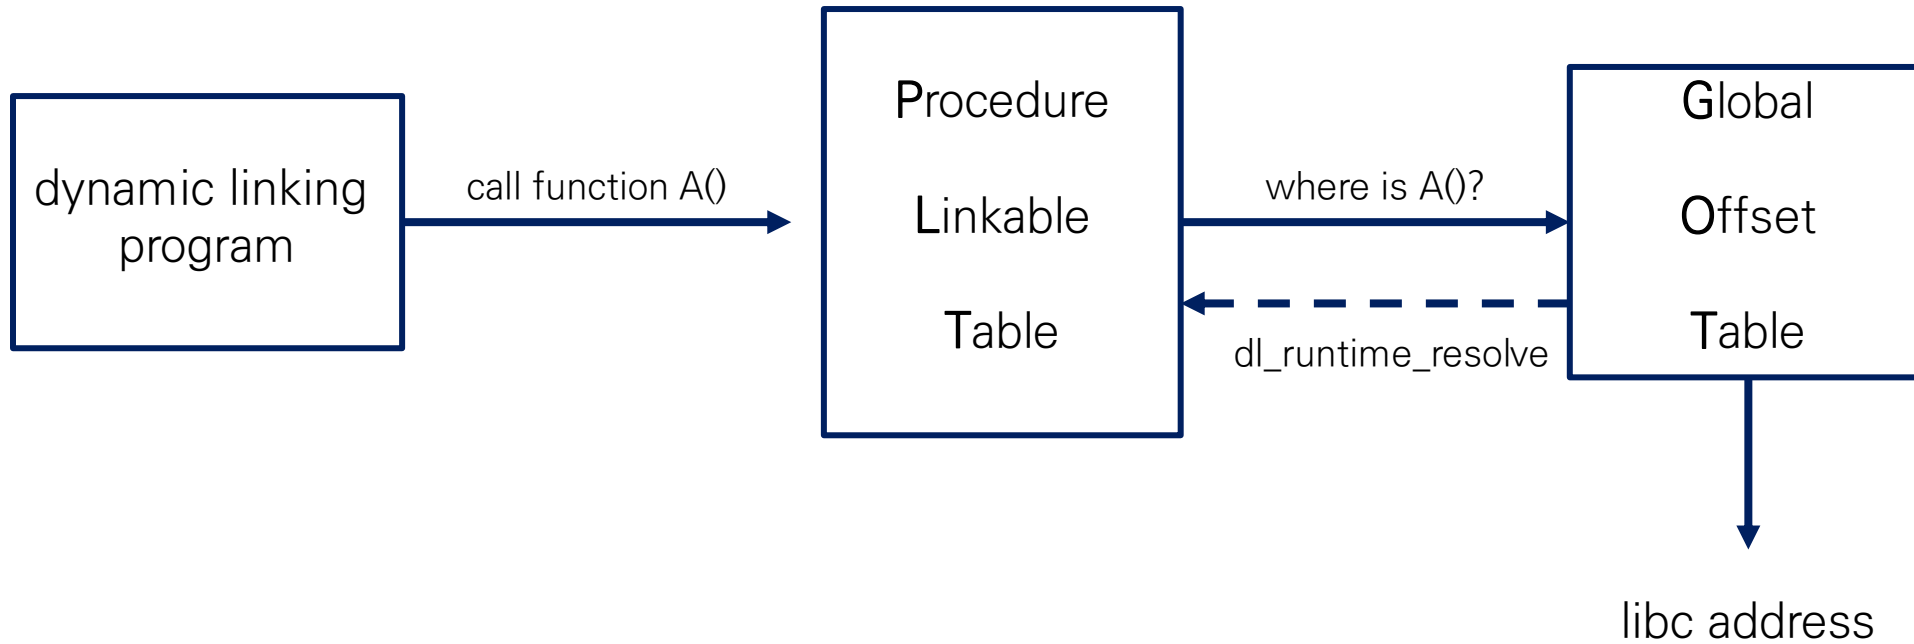 dynamic linking
program
call function A()
Procedure
Linkable
Table
where is A()?
dl_runtime_resolve
Global
Offset
Table
libc address